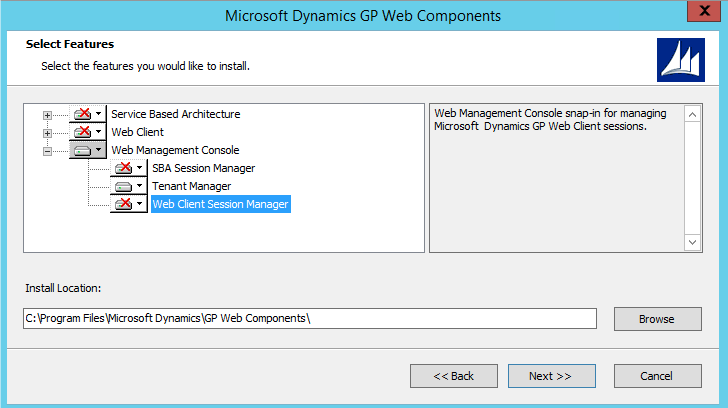 Microsoft Dynamics GP Web Components
X
Select Features
Select the features you would like to install.
Service Based Architecture
Web Client
Web Management Console
SBA Session Manager
Tenant Manager
Web Client Session Manager
Web Management Console snap-in for managing
Microsoft Dynamics GP Web Client sessions.
Install Location:
C:\Program Files\Microsoft Dynamics\GP Web Components\
Browse
<< Back
Next >>
Cancel